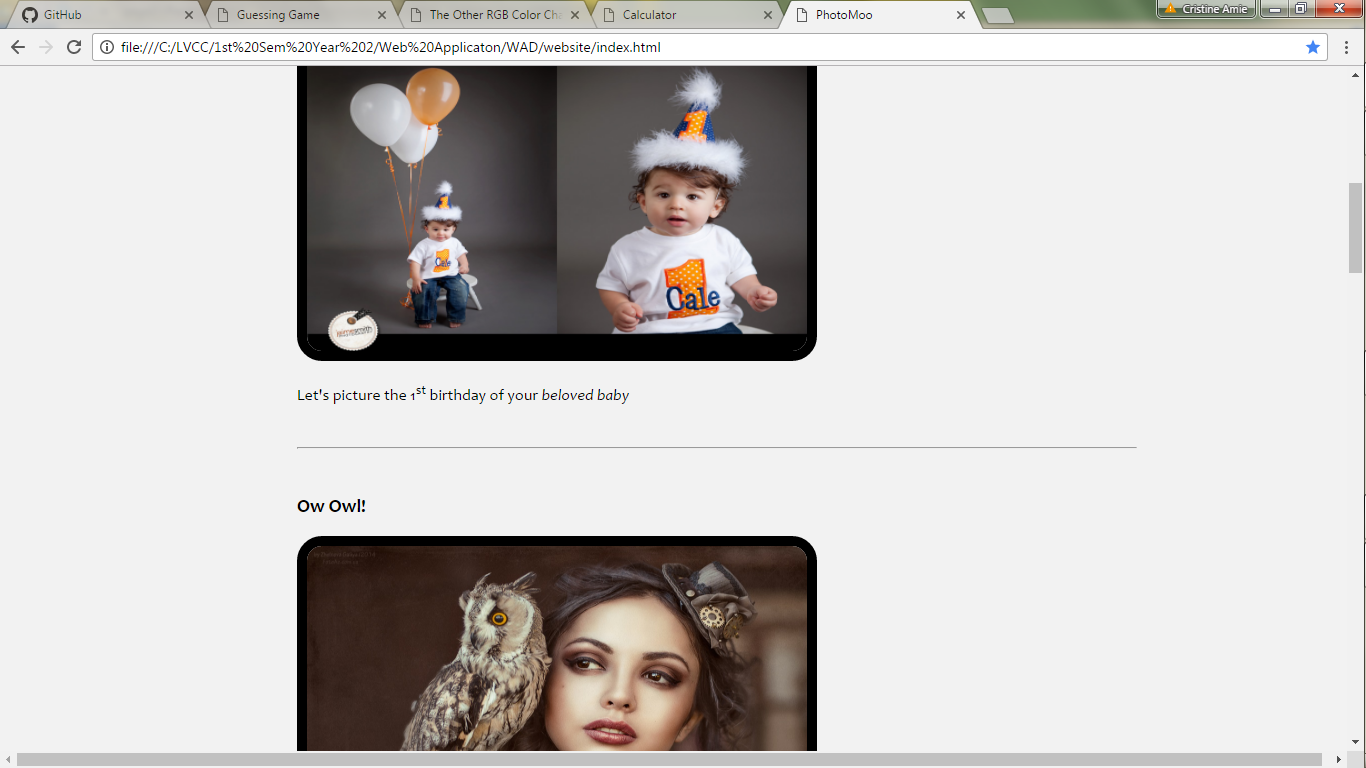 GitHub
Guessing Game
The Other RGB Color Cha
Calculator
PhotoMoo
Cristine Amie
file:///C:/LVCC/1st%20Sem%20Year%202/Web%20Applicaton/WAD/website/index.html
1
1
1
Cale
1
Cale
Let's picture the 1st birthday of your beloved baby
Ow Owl!